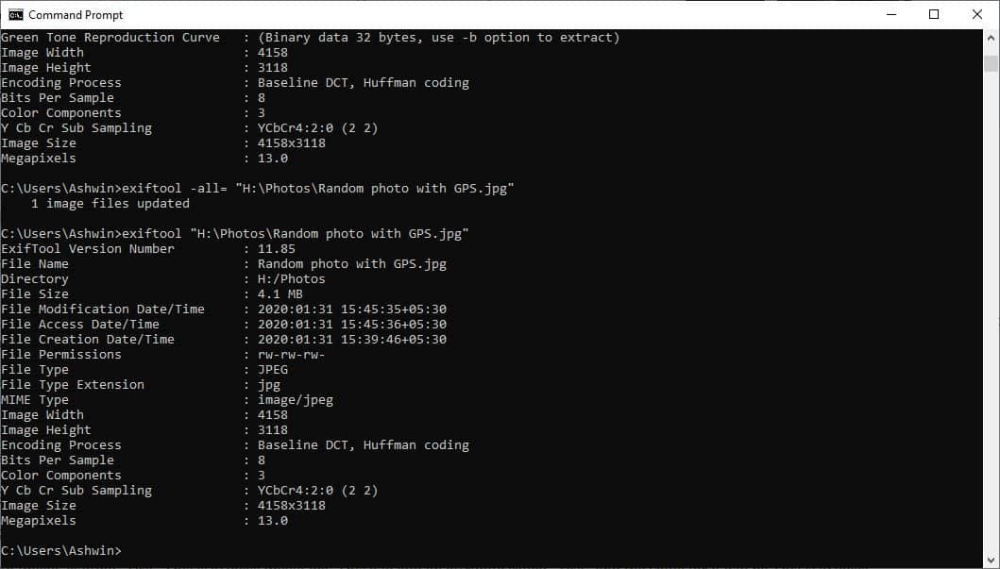 Command Prompt
Green Tone Reproduction Curve   : (Binary data 32 bytes, use -b option to extract)
Image Width                     : 4158
Image Height                    : 3118
Encoding Process                : Baseline DCT, Huffman coding
Bits Per Sample                 : 8
Color Components                : 3
Y Cb Cr Sub Sampling            : YCbCr4:2:0 (2 2)
Image Size                      : 4158x3118
Megapixels                      : 13.0
C:\Users\Ashwin>exiftool -all= "H:\Photos\Random photo with GPS.jpg"
    1 image files updated
C:\Users\Ashwin>exiftool "H:\Photos\Random photo with GPS.jpg"
ExifTool Version Number         : 11.85
File Name                       : Random photo with GPS.jpg
Directory                       : H:/Photos
File Size                       : 4.1 MB
File Modification Date/Time     : 2020:01:31 15:45:35+05:30
File Access Date/Time           : 2020:01:31 15:45:36+05:30
File Creation Date/Time         : 2020:01:31 15:39:46+05:30
File Permissions                : rw-rw-rw-
File Type                       : JPEG
File Type Extension             : jpg
MIME Type                       : image/jpeg
Image Width                     : 4158
Image Height                    : 3118
Encoding Process                : Baseline DCT, Huffman coding
Bits Per Sample                 : 8
Color Components                : 3
Y Cb Cr Sub Sampling            : YCbCr4:2:0 (2 2)
Image Size                      : 4158x3118
Megapixels                      : 13.0
C:\Users\Ashwin>